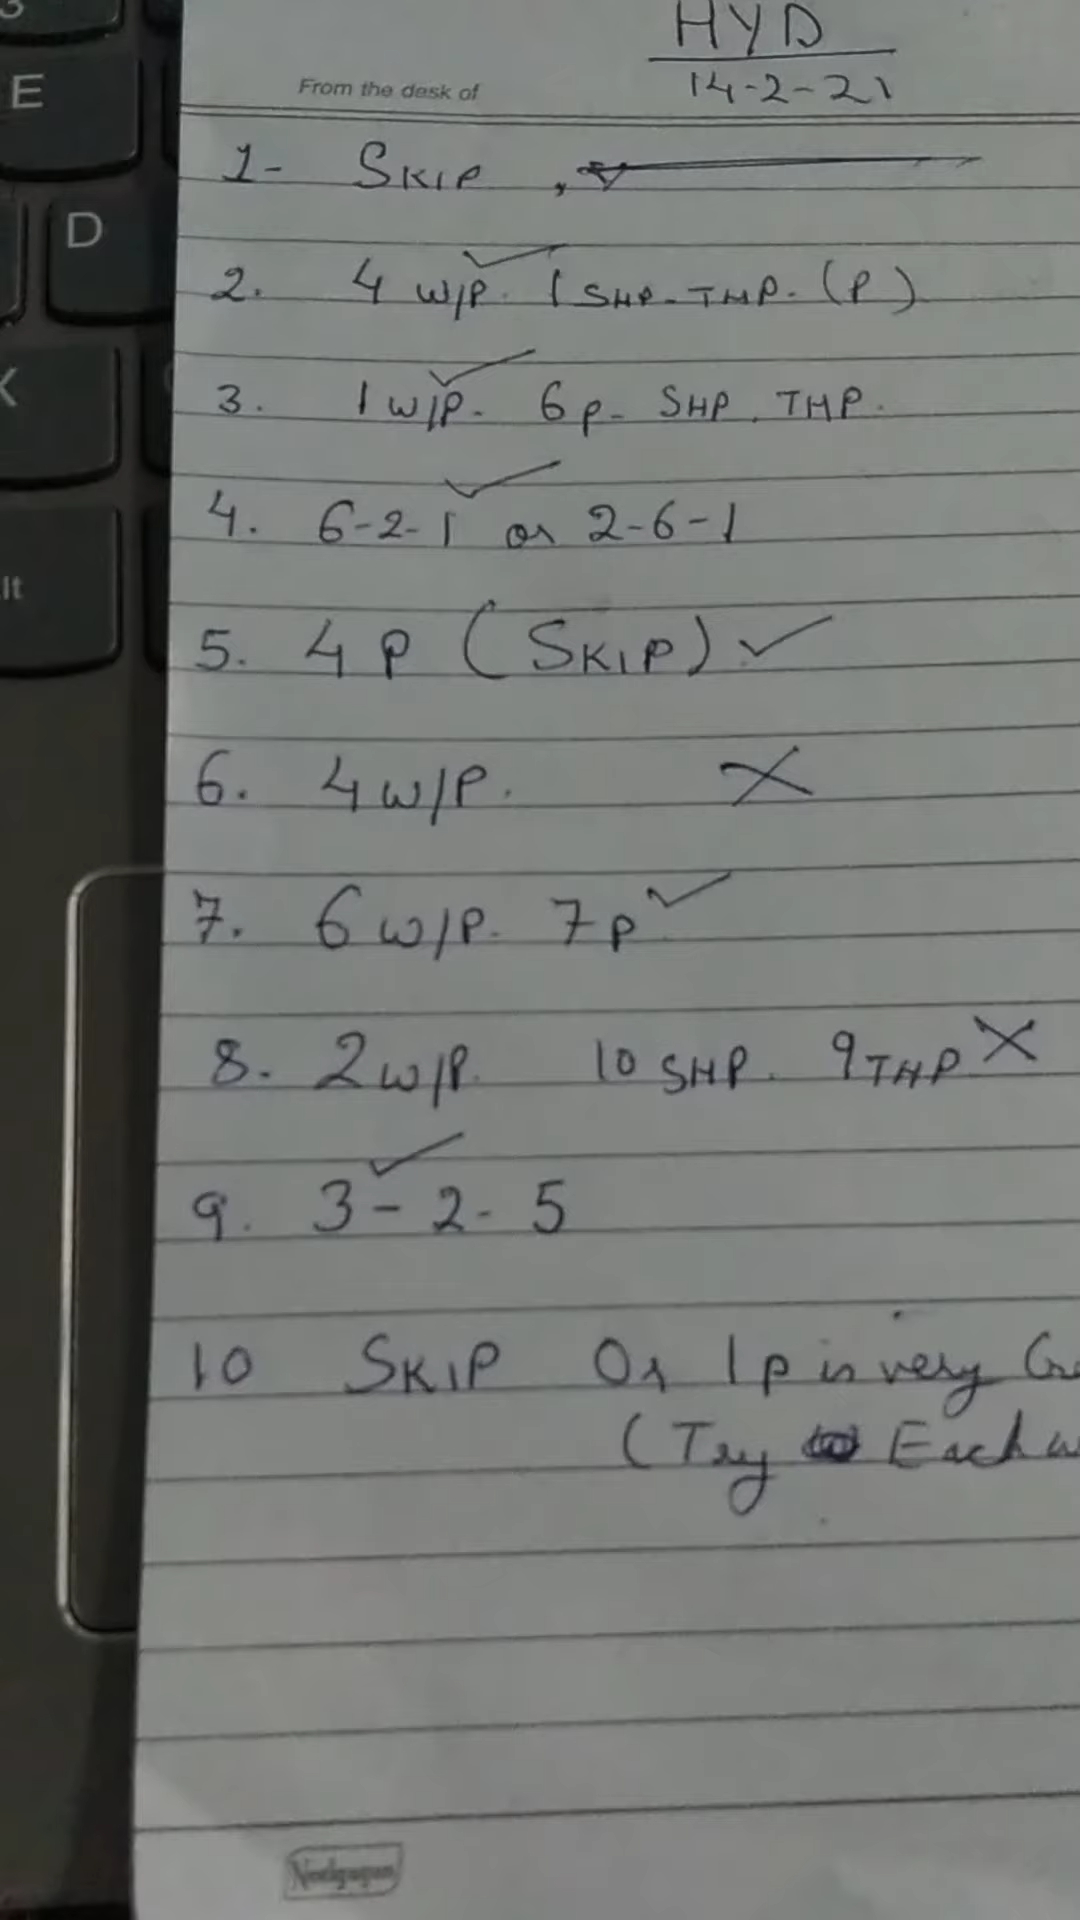 E
D
HYD
14-2-21
From the desk of
1- SKIP
2. 4 W/P. 1 SHP- THP. (P)
3. 1 W/P- 6 P- SHP. THP.
4. 6-2-1 or 2-6-1
5. 4 P (SKIP)
6. 4 W/P.
7. 6 W/P. 7 P
8. 2 W/P. 10 SHP. 9 THP
9. 3 - 2 - 5
10 SKIP Or 1 p is very
(Try Each